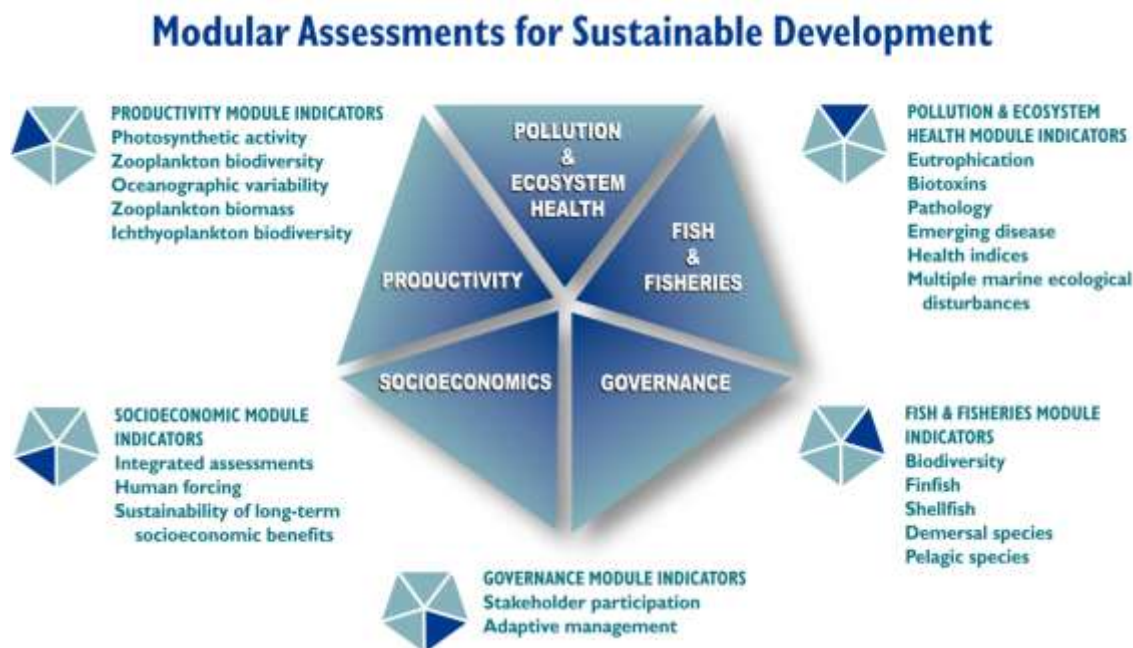 Modular Assessments for Sustainable Development
PRODUCTIVITY MODULE INDICATORS
Photosynthetic activity
Zooplankton biodiversity
Oceanographic variability
Zooplankton biomass
Ichthyoplankton biodiversity
POLLUTION
&
ECOSYSTEM
HEALTH
FISH
&
FISHERIES
PRODUCTIVITY
SOCIOECONOMICS
GOVERNANCE
POLLUTION & ECOSYSTEM
HEALTH MODULE INDICATORS
Eutrophication
Biotoxins
Pathology
Emerging disease
Health indices
Multiple marine ecological
disturbances
SOCIOECONOMIC MODULE
INDICATORS
Integrated assessments
Human forcing
Sustainability of long-term
socioeconomic benefits
FISH & FISHERIES MODULE
INDICATORS
Biodiversity
Finfish
Shellfish
Demersal species
Pelagic species
GOVERNANCE MODULE INDICATORS
Stakeholder participation
Adaptive management